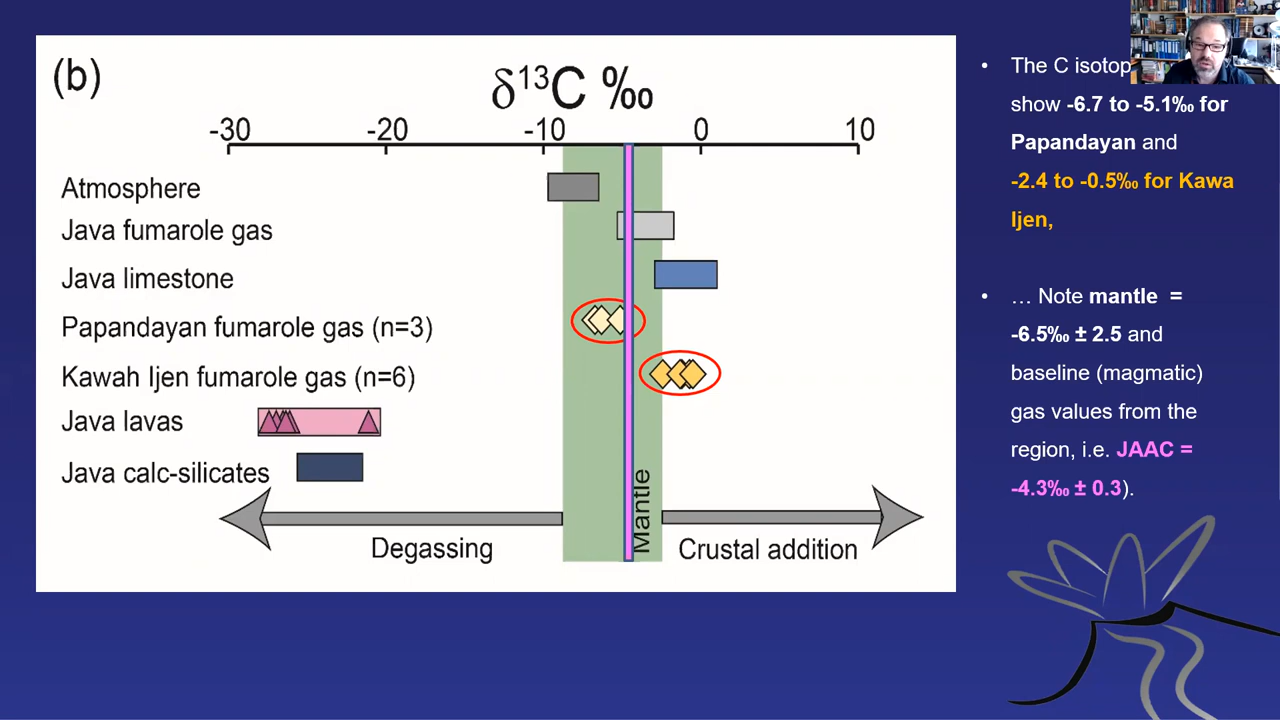 (b)
δ¹³C ‰
-30 -20 -10 0 10
Atmosphere
Java fumarole gas
Java limestone
Papandayan fumarole gas (n=3)
Kawah Ijen fumarole gas (n=6)
Java lavas
Java calc-silicates
Mantle
Degassing
Crustal addition
• The C isotop
show -6.7 to -5.1‰ for
Papandayan and
-2.4 to -0.5‰ for Kawa
Ijen,
• … Note mantle =
-6.5‰ ± 2.5 and
baseline (magmatic)
gas values from the
region, i.e. JAAC =
-4.3‰ ± 0.3).